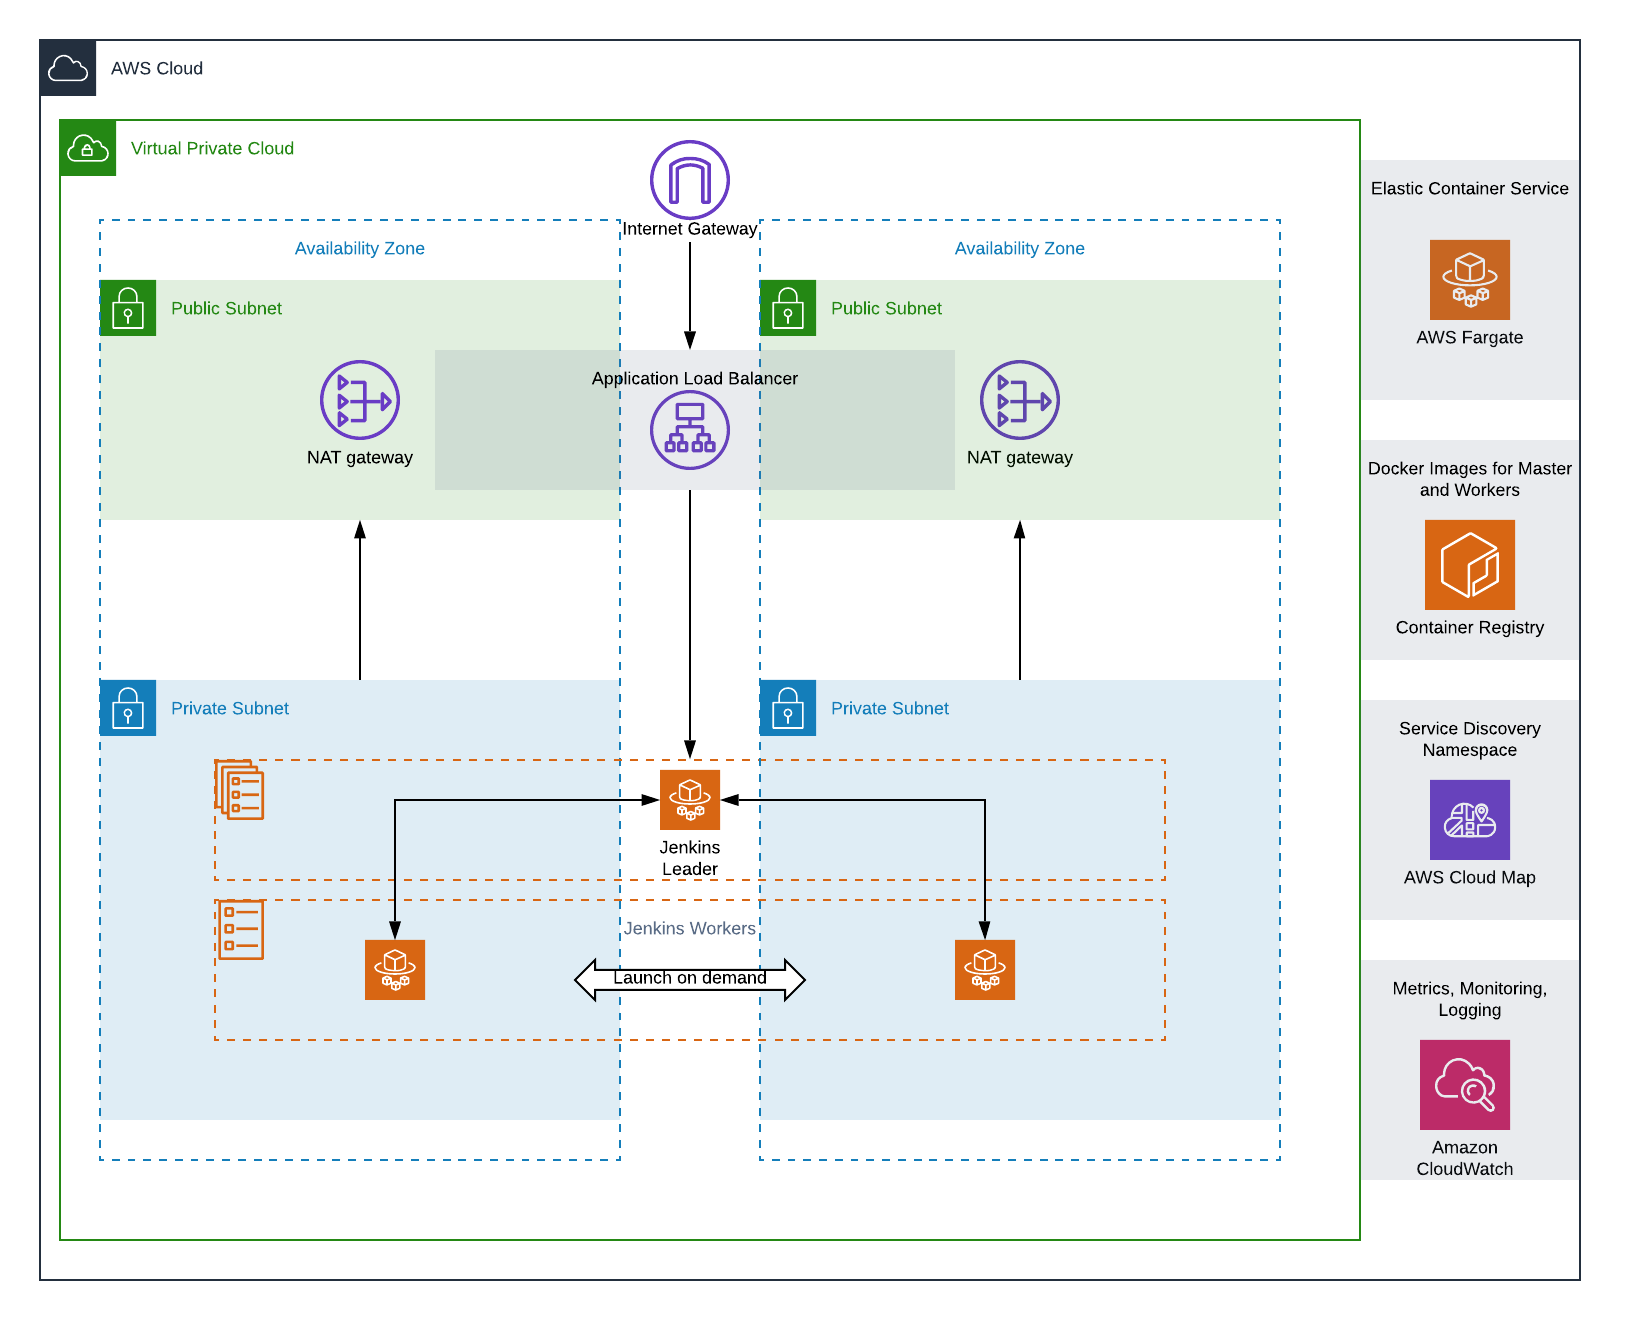 AWS Cloud
Virtual Private Cloud
Internet Gateway
Availability Zone
Availability Zone
Public Subnet
Public Subnet
Application Load Balancer
NAT gateway
NAT gateway
Private Subnet
Private Subnet
Jenkins
Leader
Jenkins Workers
Launch on demand
Elastic Container Service
AWS Fargate
Docker Images for Master
and Workers
Container Registry
Service Discovery
Namespace
AWS Cloud Map
Metrics, Monitoring,
Logging
Amazon
CloudWatch